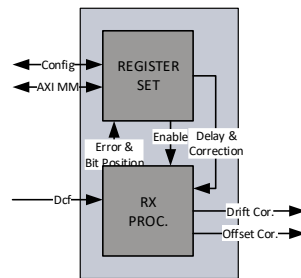 Config
AXI MM
REGISTER
SET
Error &
Bit Position
Enable
Delay &
Correction
Dcf
RX
PROC.
Drift Cor.
Offset Cor.